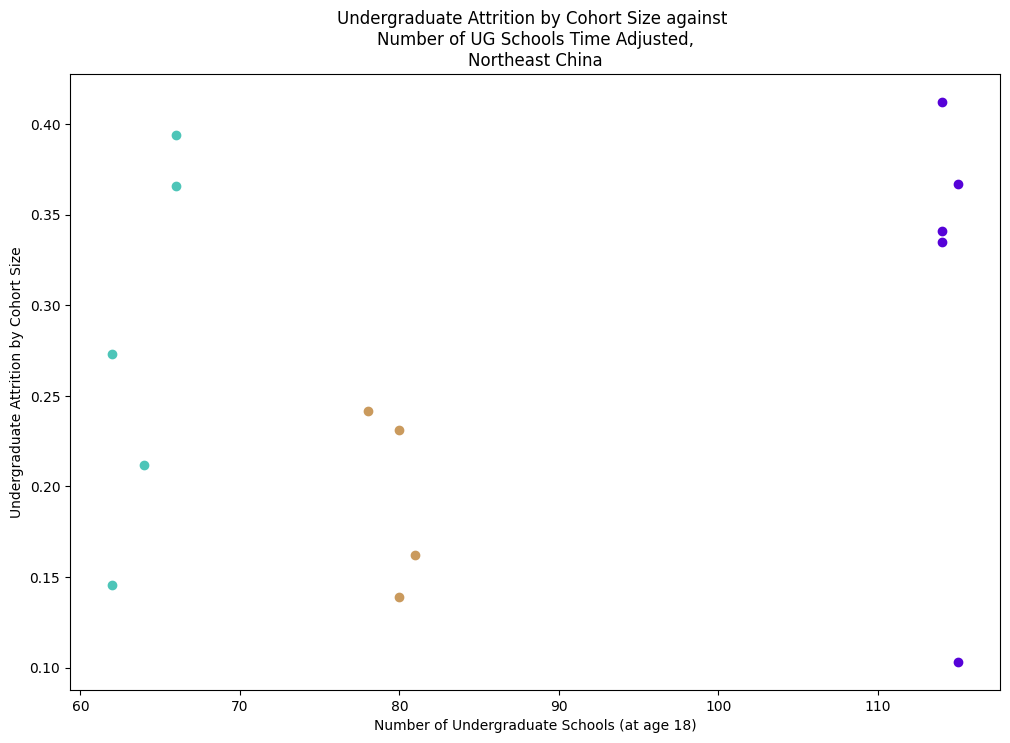 Undergraduate Attrition by Cohort Size against
Number of UG Schools Time Adjusted,
Northeast China
Undergraduate Attrition by Cohort Size
0.40
0.35
0.30
0.25
0.20
0.15
0.10
60
70
80
90
100
110
Number of Undergraduate Schools (at age 18)